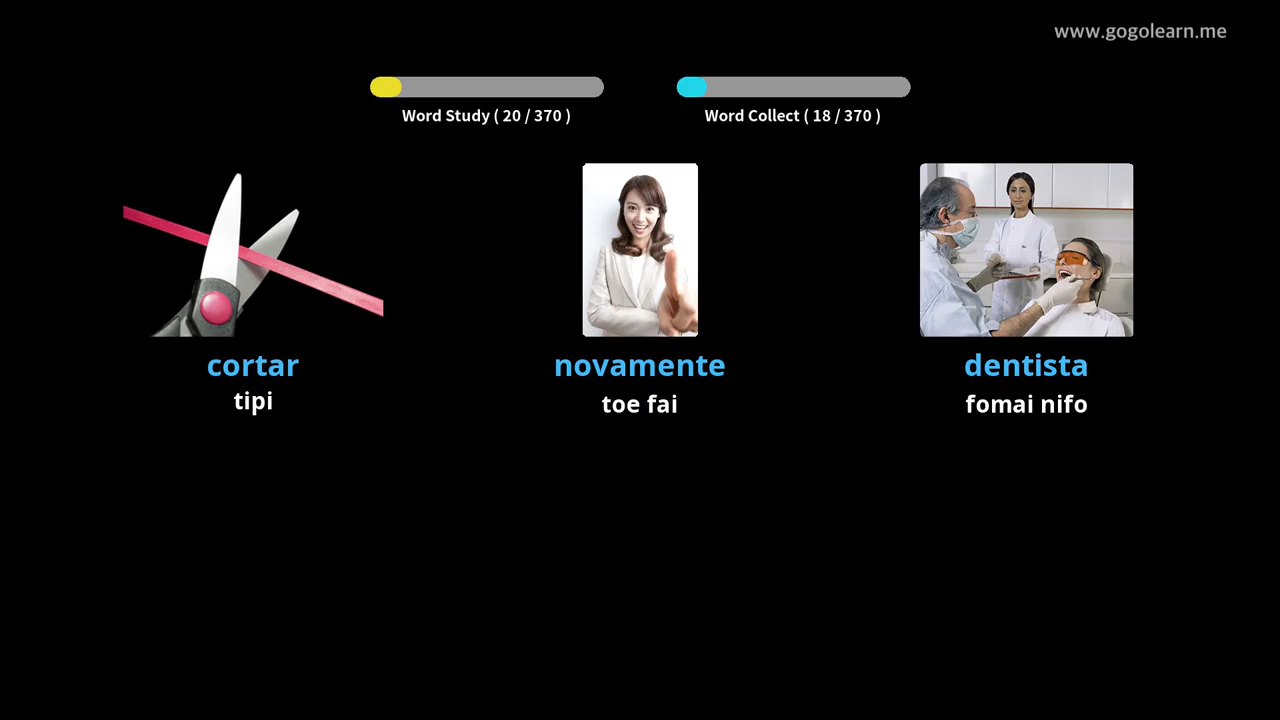 www.gogolearn.me
Word Study ( 20 / 370 )
Word Collect ( 18 / 370 )
cortar
tipi
novamente
toe fai
dentista
fomai nifo